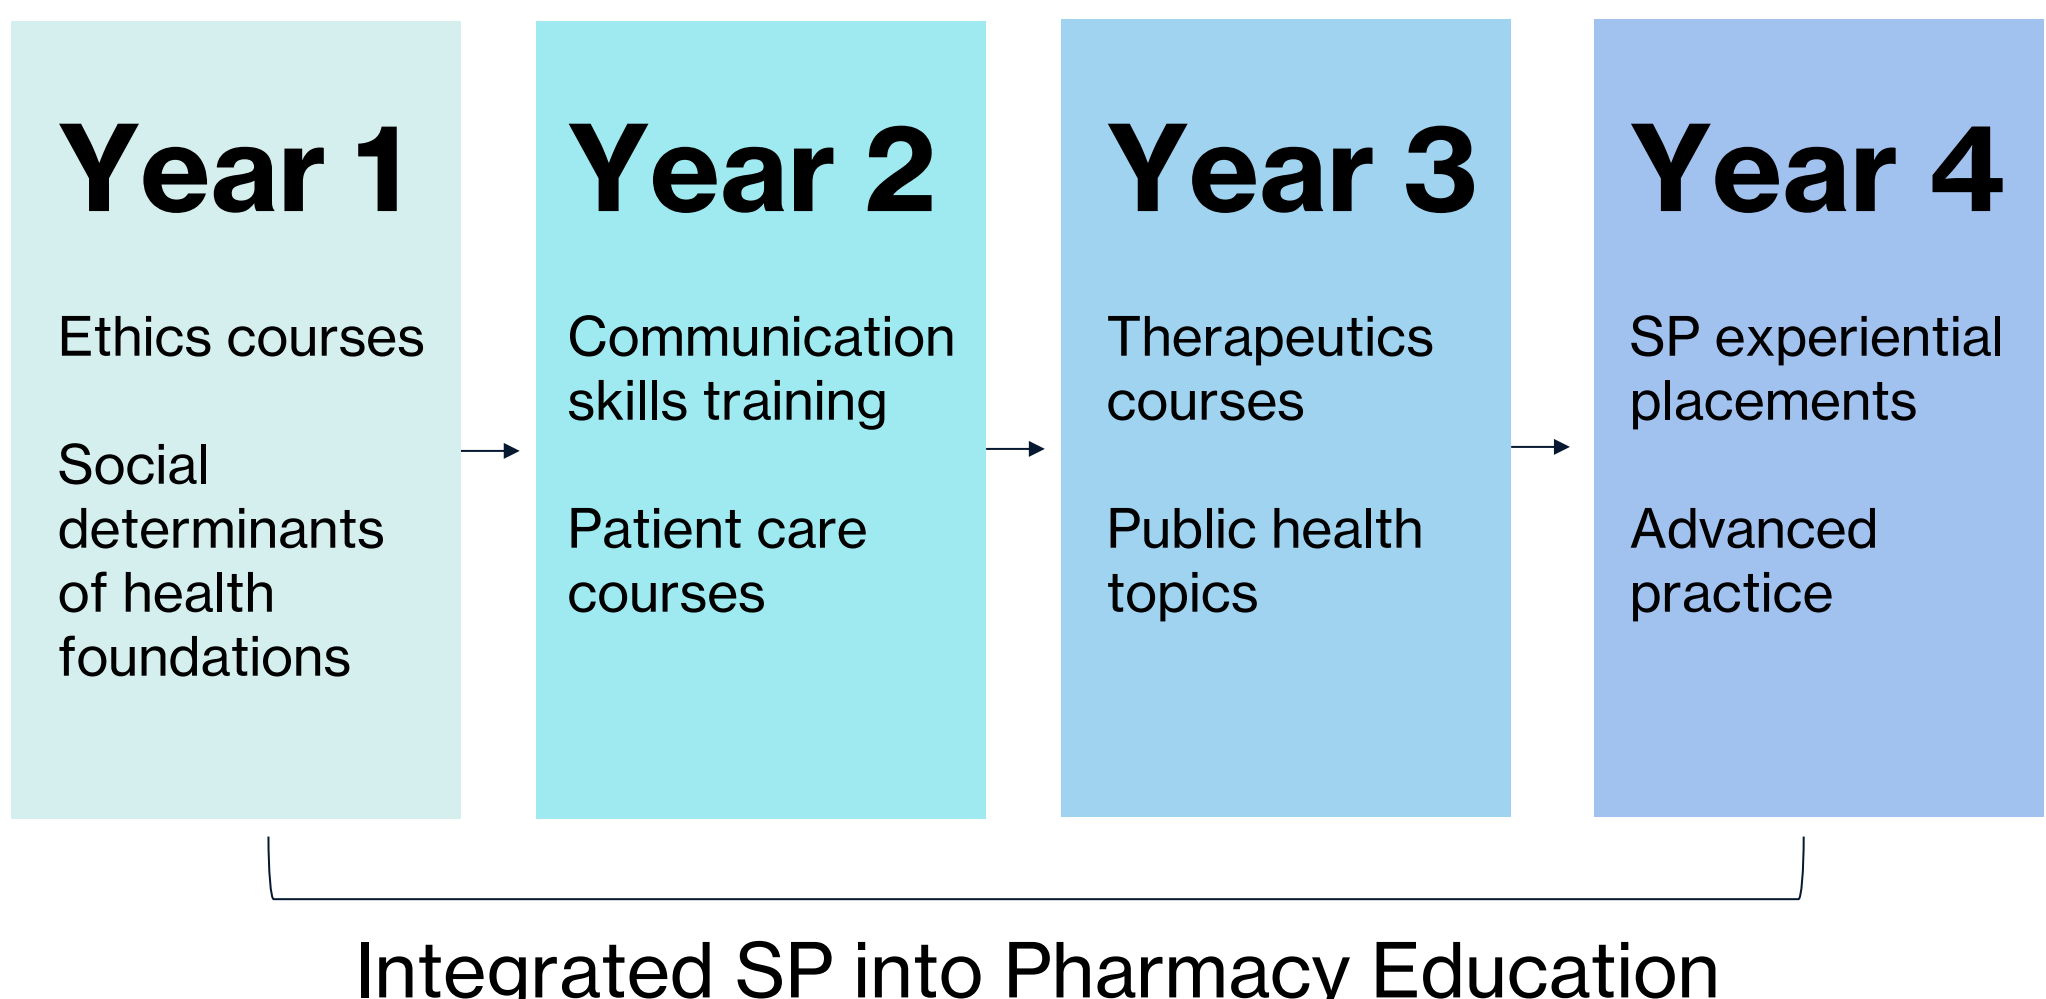 Year 1
Ethics courses
Social
determinants
of health
foundations
Year 2
Communication
skills training
Patient care
courses
Year 3
Therapeutics
courses
Public health
topics
Year 4
SP experiential
placements
Advanced
practice
Integrated SP into Pharmacy Education